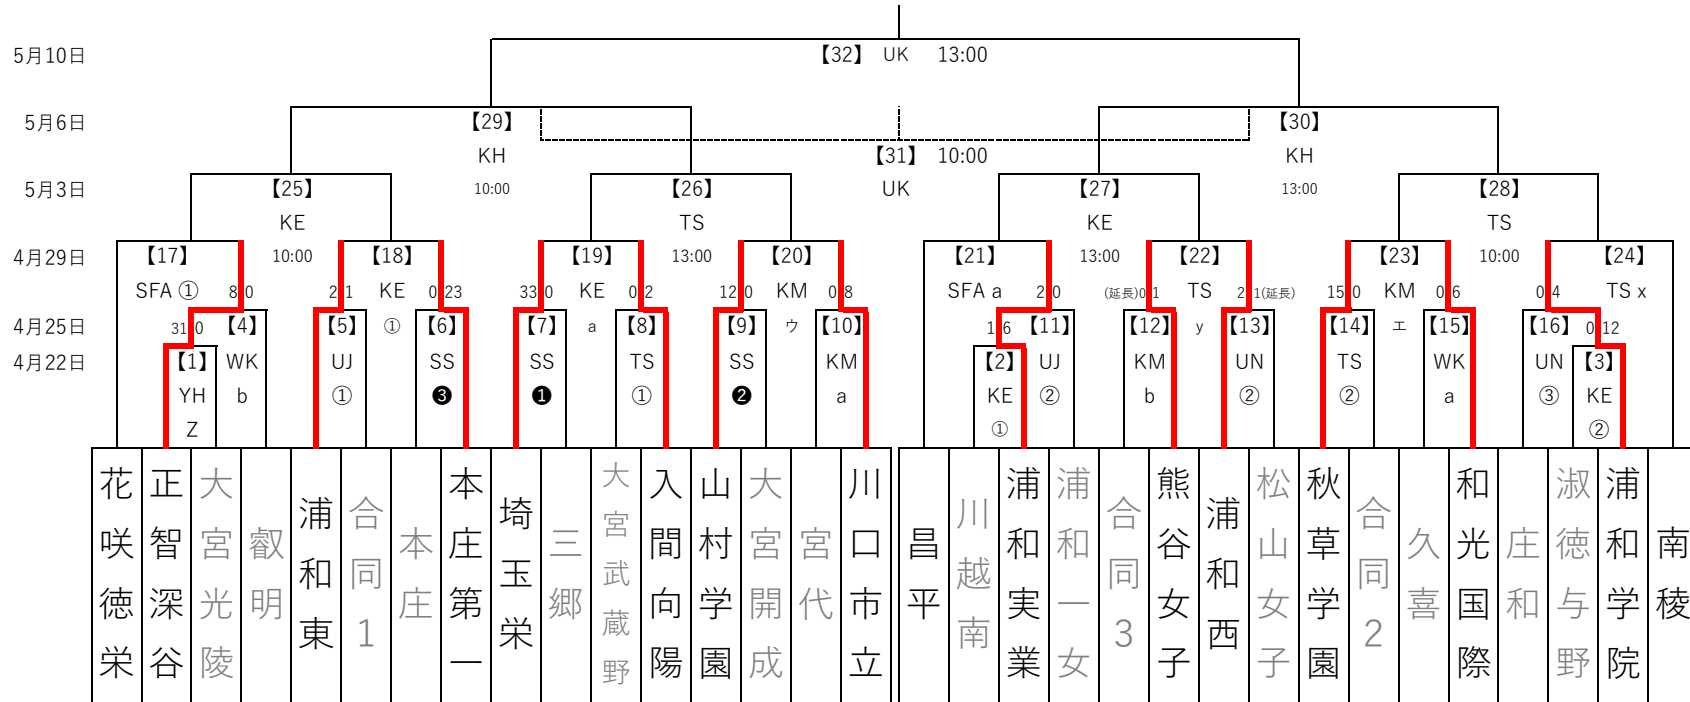 5月10日 【32】 UK 13:00
5月6日 【29】 【30】
KH 【31】 10:00 KH
5月3日 【25】 10:00 【26】 UK 【27】 13:00 【28】
KE TS KE TS
4月29日 【17】 10:00 【18】 【19】 13:00 【20】 【21】 13:00 【22】 【23】 10:00 【24】
SFA ① 8 0 2 1 KE 0 23 33 0 KE 0 2 12 0 KM 0 8 SFA a 2 0 (延長)0 1 TS 2 1(延長) 15 0 KM 0 6 0 4 TS x
4月25日 31 0 【4】 【5】 ① 【6】 【7】 a 【8】 【9】 ウ 【10】 1 6 【11】 【12】 y 【13】 【14】 エ 【15】 【16】 0 12
4月22日 【1】 WK UJ SS SS TS SS KM 【2】 UJ KM UN TS WK UN 【3】
YH b ① ❸ ❶ ① ❷ a KE ② b ② ② a ③ KE
Z ① ②
花咲徳栄
正智深谷
大宮光陵
叡明
浦和東
合同1
本庄
本庄第一
埼玉栄
三郷
大宮武蔵野
入間向陽
山村学園
大宮開成
宮代
川口市立
昌平
川越南
浦和実業
浦和一女
合同3
熊谷女子
浦和西
松山女子
秋草学園
合同2
久喜
和光国際
庄和
淑徳与野
浦和学院
南稜